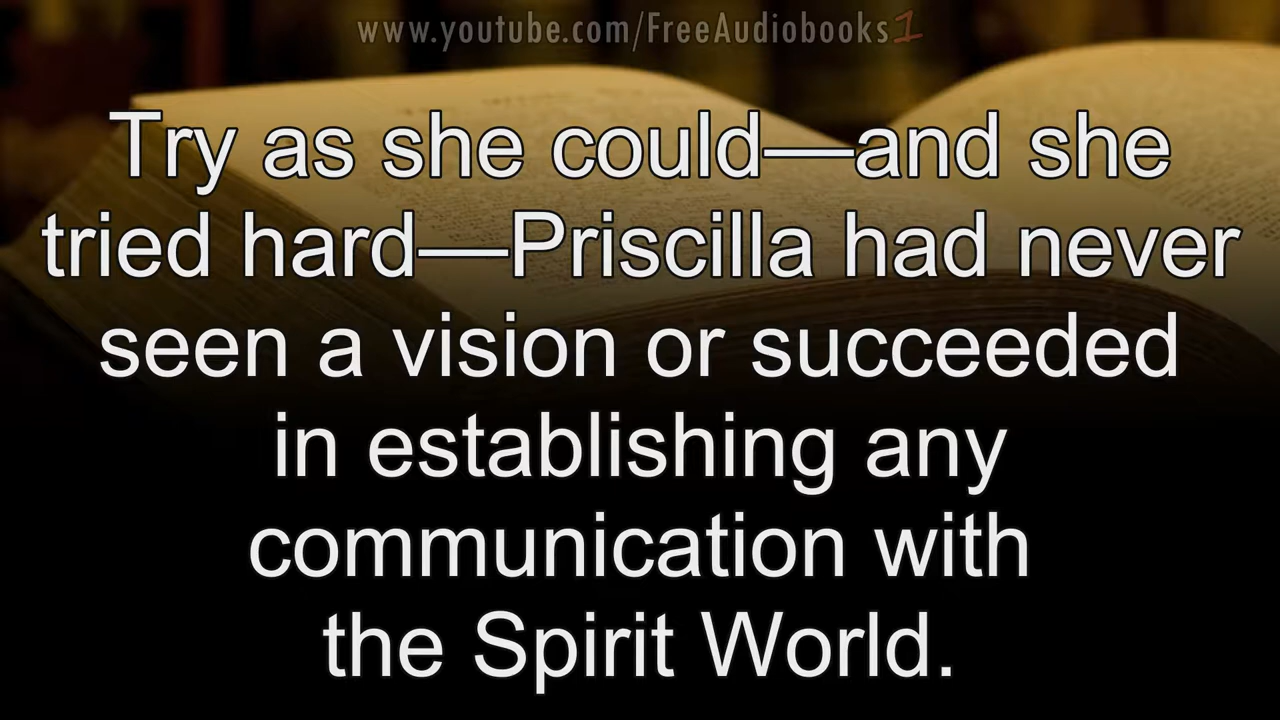 www.youtube.com/FreeAudiobooks1
Try as she could—and she
tried hard—Priscilla had never
seen a vision or succeeded
in establishing any
communication with
the Spirit World.